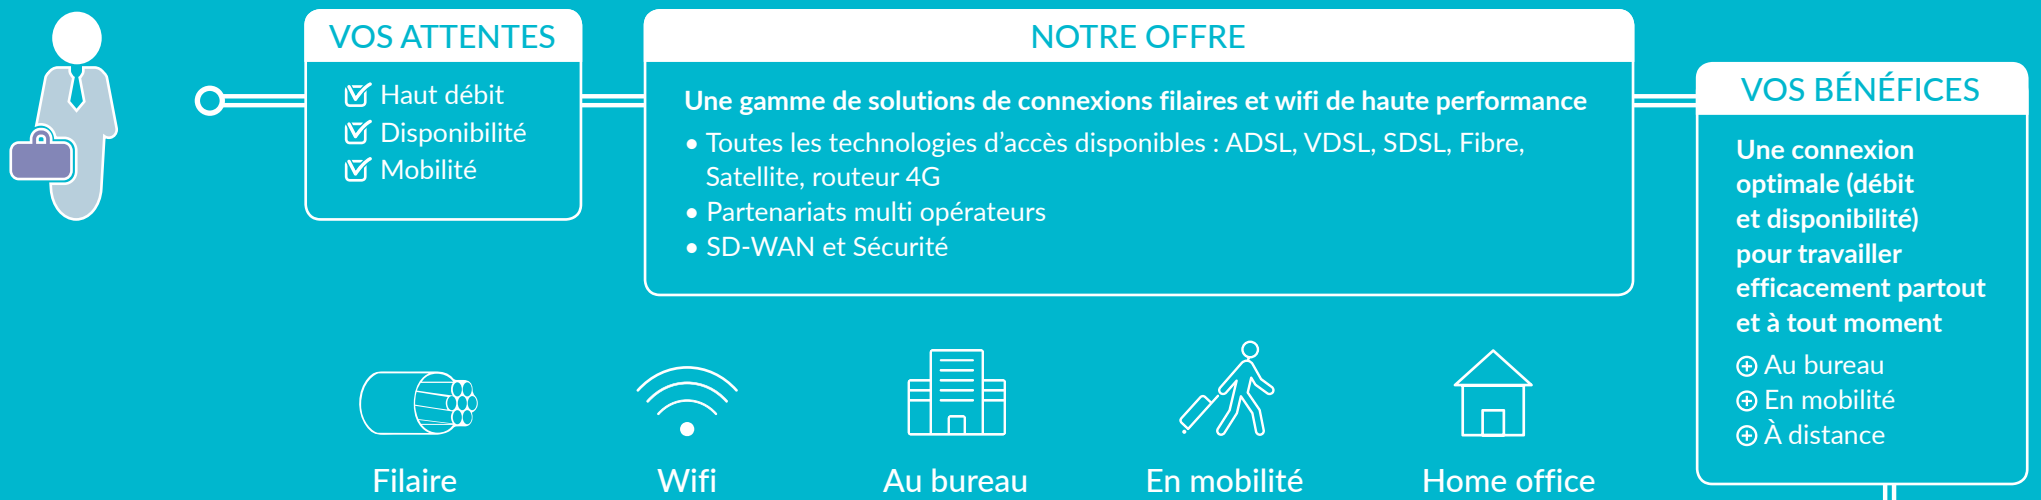 VOS ATTENTES
Haut débit
Disponibilité
Mobilité
NOTRE OFFRE
Une gamme de solutions de connexions filaires et wifi de haute performance
• Toutes les technologies d’accès disponibles : ADSL, VDSL, SDSL, Fibre,
Satellite, routeur 4G
• Partenariats multi opérateurs
• SD-WAN et Sécurité
VOS BÉNÉFICES
Une connexion
optimale (débit
et disponibilité)
pour travailler
efficacement partout
et à tout moment
Au bureau
En mobilité
À distance
Filaire
Wifi
Au bureau
En mobilité
Home office